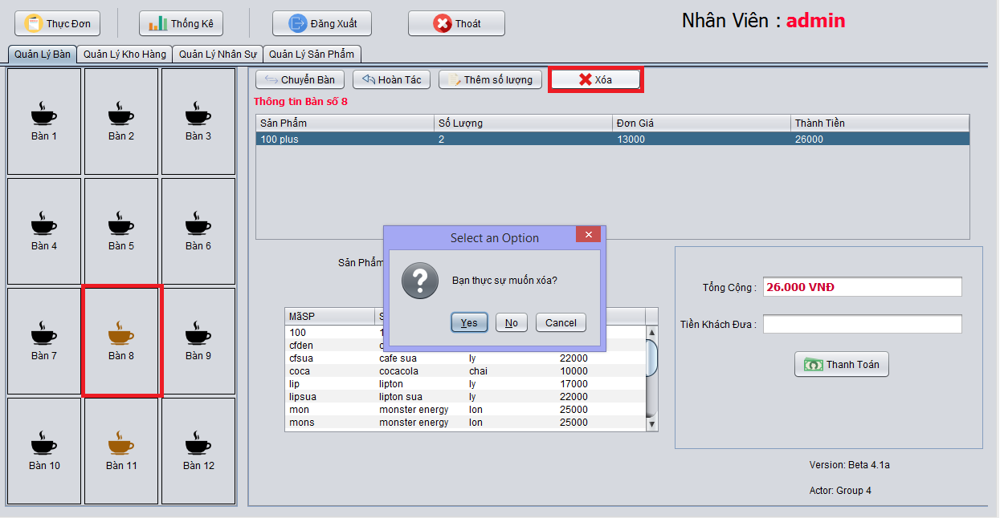 Thực Đơn Thống Kê Đăng Xuất Thoát Nhân Viên : admin
Quản Lý Bàn Quản Lý Kho Hàng Quản Lý Nhân Sự Quản Lý Sản Phẩm
Chuyển Bàn Hoàn Tác Thêm số lượng Xóa
Thông tin Bàn số 8
Sản Phẩm Số Lượng Đơn Giá Thành Tiền
100 plus 2 13000 26000
Bàn 1 Bàn 2 Bàn 3
Bàn 4 Bàn 5 Bàn 6
Bàn 7 Bàn 8 Bàn 9
Bàn 10 Bàn 11 Bàn 12
Select an Option
Bạn thực sự muốn xóa?
Yes No Cancel
Sản Phẩm
MãSP
100
cfden
cfsua cafe sua ly 22000
coca cocacola chai 10000
lip lipton ly 17000
lipsua lipton sua ly 22000
mon monster energy lon 25000
mons monster energy lon 25000
Tổng Cộng : 26.000 VNĐ
Tiền Khách Đưa :
Thanh Toán
Version: Beta 4.1a
Actor: Group 4